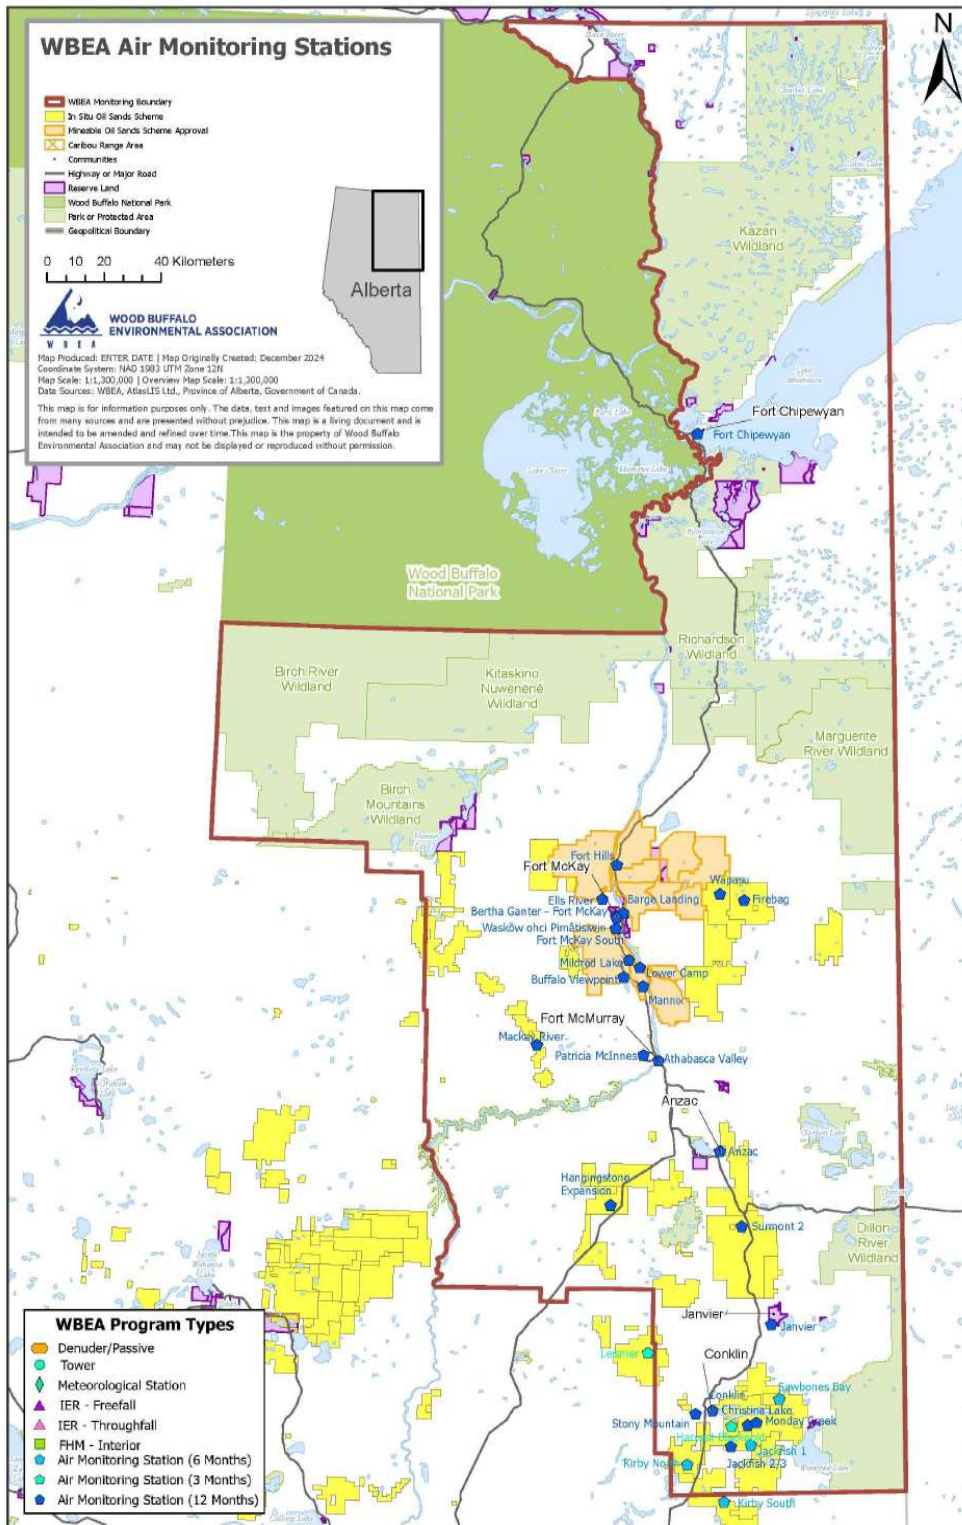 WBEA Air Monitoring Stations
N
WBEA Monitoring Boundary
In Situ Oil Sands Scheme
Mineable Oil Sands Scheme Approval
Caribou Range Area
Communities
Highway or Major Road
Reserve Land
Wood Buffalo National Park
Park or Protected Area
Geopolitical Boundary
0 10 20 40 Kilometers
Alberta
WBEA
WOOD BUFFALO
ENVIRONMENTAL ASSOCIATION
Map Produced: ENTER DATE | Map Originally Created: December 2024
Coordinate System: NAD 1983 UTM Zone 12N
Map Scale: 1:1,300,000 | Overview Map Scale: 1:1,300,000
Data Sources: WBEA, AtlasLIS Ltd., Province of Alberta, Government of Canada.
This map is for information purposes only. The data, text and images featured on this map come
from many sources and are presented without prejudice. This map is a living document and is
intended to be amended and refined over time. This map is the property of Wood Buffalo
Environmental Association and may not be displayed or reproduced without permission.
Kazan
Wildland
Lake
Athabasca
Fort Chipewyan
Fort Chipewyan
Lake Claire
Mamawi Lake
Wood Buffalo
National Park
Richardson
Wildland
Birch River
Wildland
Kitaskino
Nuwenëné
Wildland
Marguerite
River Wildland
Birch
Mountains
Wildland
Fort Hills
Fort McKay
Wapasu
Ells River
Barge Landing
Firebag
Bertha Ganter - Fort McKay
Waskōw ohci Pimâtisiwin
Fort McKay South
Mildred Lake
Lower Camp
Buffalo Viewpoint
Mannix
Fort McMurray
Mackay River
Patricia McInnes
Athabasca Valley
Anzac
Anzac
Hangingstone
Expansion
Surmont 2
Dillon
River
Wildland
Janvier
Janvier
Leismer
Conklin
Sawbones Bay
Conklin
Christina Lake
Stony Mountain
Monday Creek
Jackfish 1
Kirby North
Jackfish 2/3
Kirby South
WBEA Program Types
Denuder/Passive
Tower
Meteorological Station
IER - Freefall
IER - Throughfall
FHM - Interior
Air Monitoring Station (6 Months)
Air Monitoring Station (3 Months)
Air Monitoring Station (12 Months)